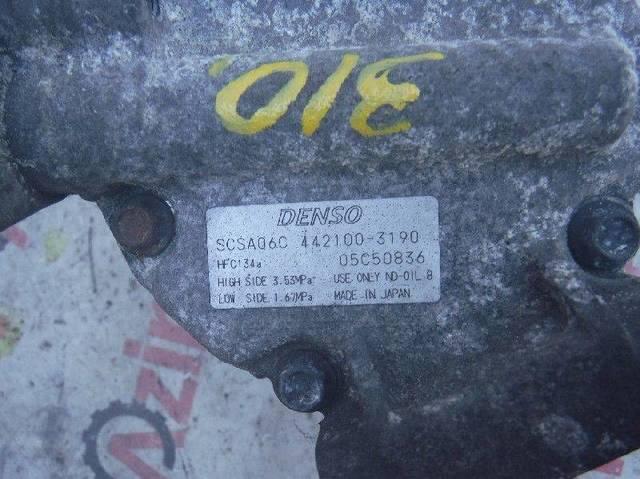 '01E
DENSO
SCSA06C 442100-3190
HFC134a 05C50836
HIGH SIDE 3.53MPa USE ONLY ND-OIL 8
LOW SIDE 1.67MPa MADE IN JAPAN